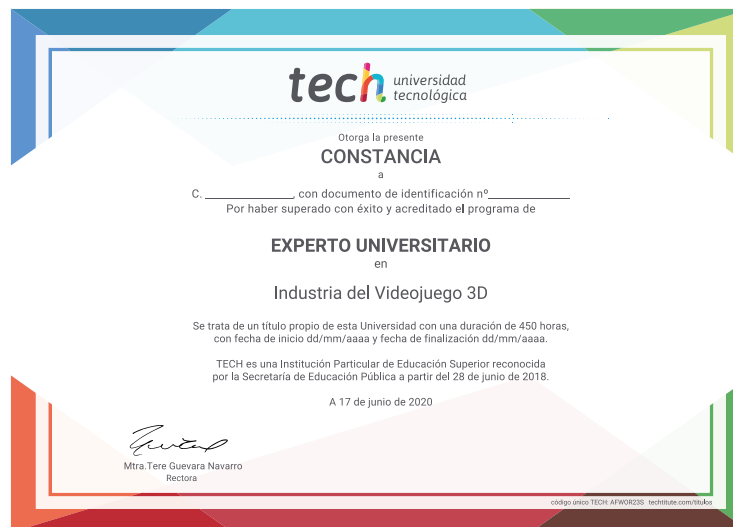 tech universidad
tecnológica
Otorga la presente
CONSTANCIA
a
C. ______________, con documento de identificación nº_____________
Por haber superado con éxito y acreditado el programa de
EXPERTO UNIVERSITARIO
en
Industria del Videojuego 3D
Se trata de un título propio de esta Universidad con una duración de 450 horas,
con fecha de inicio dd/mm/aaaa y fecha de finalización dd/mm/aaaa.
TECH es una Institución Particular de Educación Superior reconocida
por la Secretaría de Educación Pública a partir del 28 de junio de 2018.
A 17 de junio de 2020
Mtra.Tere Guevara Navarro
Rectora
código único TECH: AFWOR23S techtitute.com/titulos